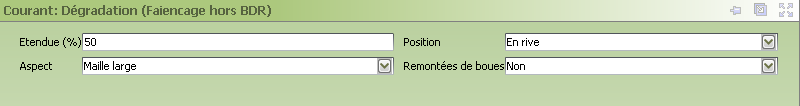 Courant: Dégradation (Faiencage hors BDR)
Etendue (%) 50 Position En rive
Aspect Maille large Remontées de boues Non